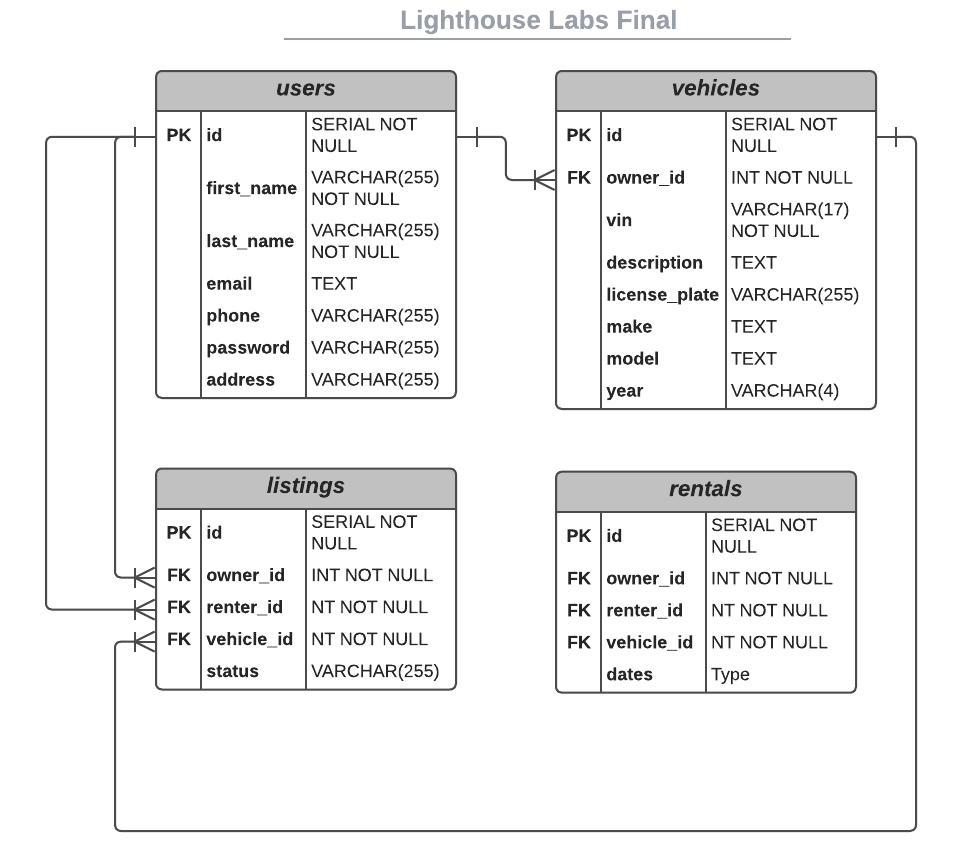 Lighthouse Labs Final
users
PK id SERIAL NOT
NULL
first_name VARCHAR(255)
NOT NULL
last_name VARCHAR(255)
NOT NULL
email TEXT
phone VARCHAR(255)
password VARCHAR(255)
address VARCHAR(255)
vehicles
PK id SERIAL NOT
NULL
FK owner_id INT NOT NULL
vin VARCHAR(17)
NOT NULL
description TEXT
license_plate VARCHAR(255)
make TEXT
model TEXT
year VARCHAR(4)
listings
PK id SERIAL NOT
NULL
FK owner_id INT NOT NULL
FK renter_id NT NOT NULL
FK vehicle_id NT NOT NULL
status VARCHAR(255)
rentals
PK id SERIAL NOT
NULL
FK owner_id INT NOT NULL
FK renter_id NT NOT NULL
FK vehicle_id NT NOT NULL
dates Type